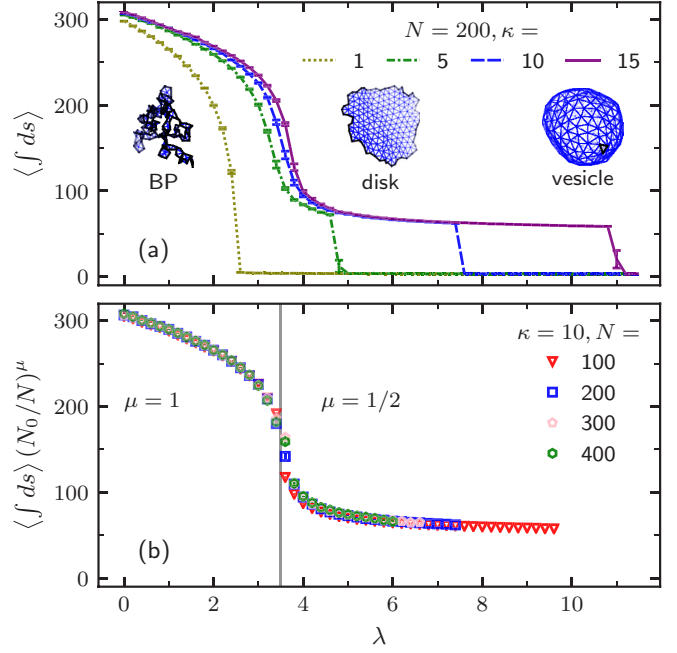 N = 200, κ =
1 5 10 15
300
200
100
0
⟨∫ ds⟩
BP
disk
vesicle
(a)
κ = 10, N =
100
200
300
400
300
200
100
0
⟨∫ ds⟩ (N₀/N)^μ
μ = 1
μ = 1/2
(b)
0 2 4 6 8 10
λ